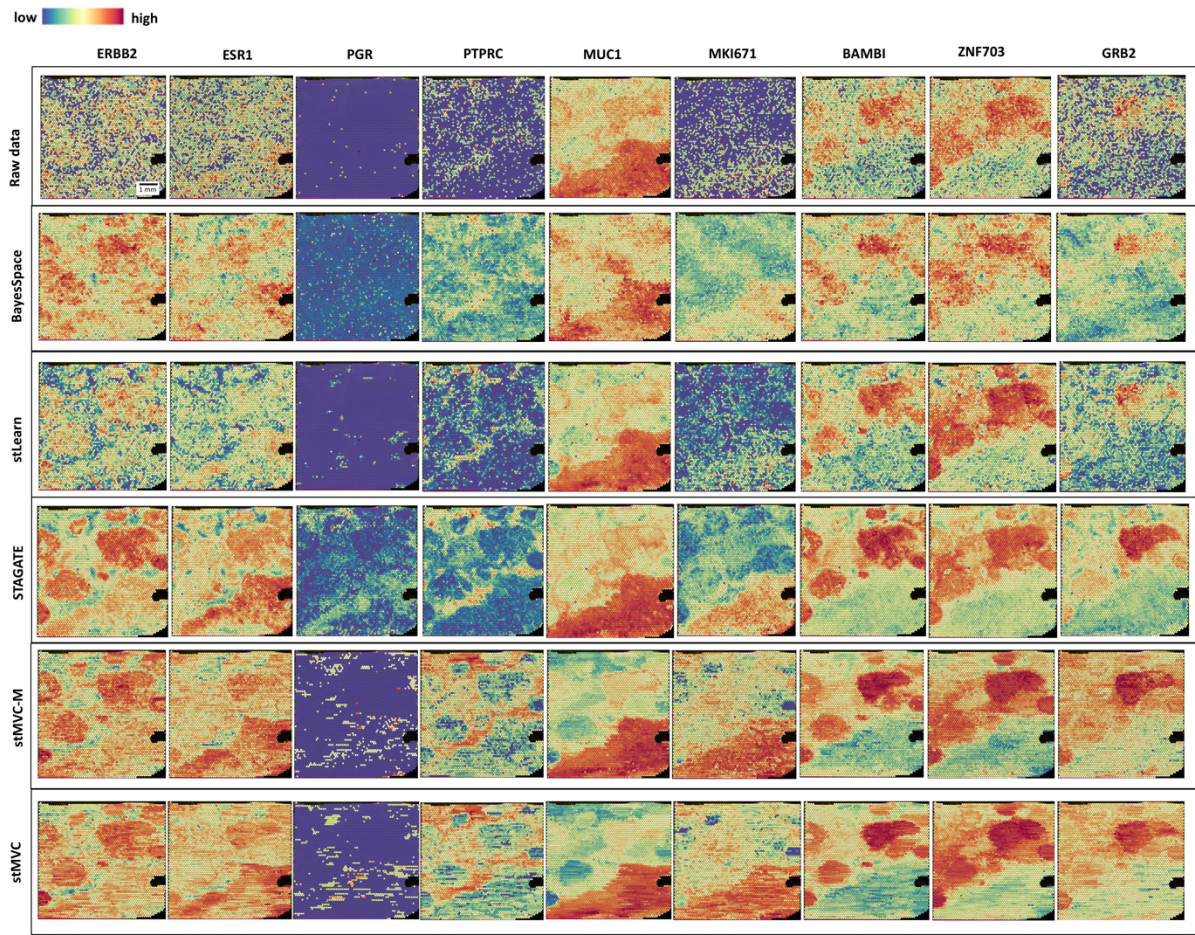 low high
ERBB2 ESR1 PGR PTPRC MUC1 MKI671 BAMBI ZNF703 GRB2
Raw data
1 mm
BayesSpace
stLearn
STAGATE
stMVC-M
stMVC